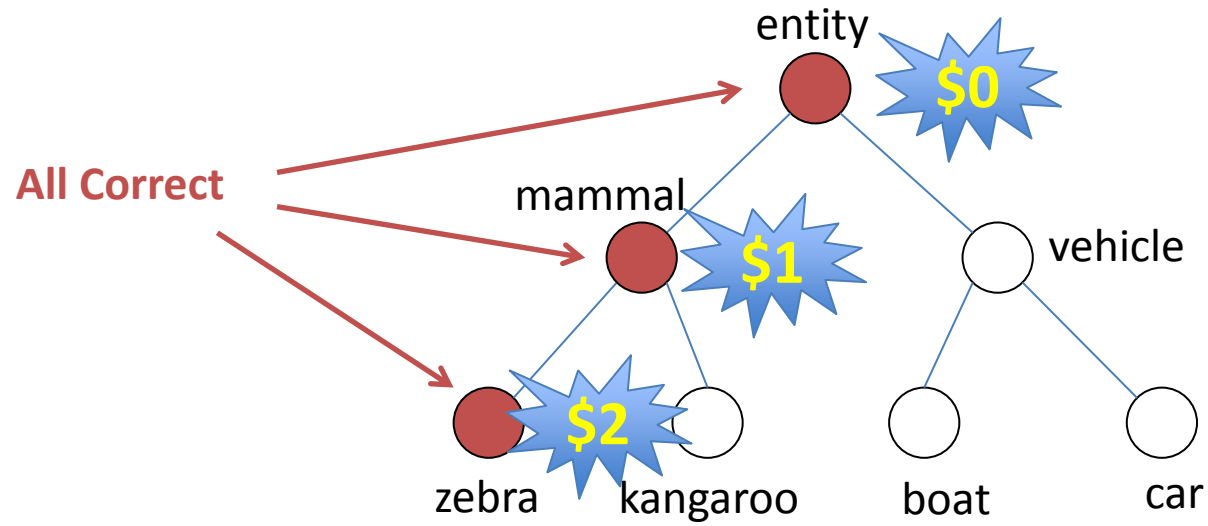 entity
$0
All Correct
mammal
$1
vehicle
$2
zebra
kangaroo
boat
car